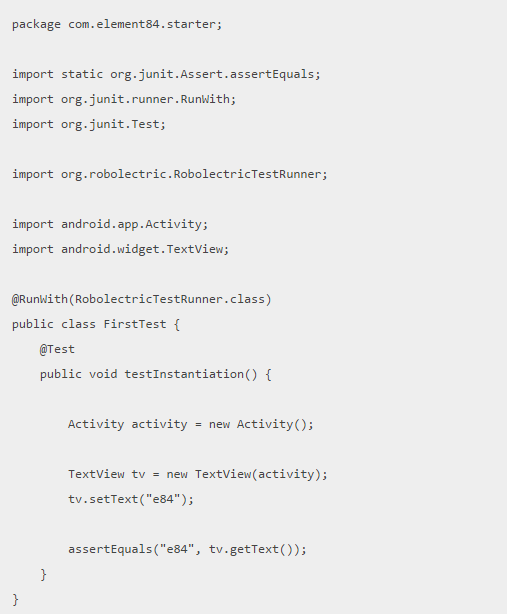 package com.element84.starter;
import static org.junit.Assert.assertEquals;
import org.junit.runner.RunWith;
import org.junit.Test;
import org.robolectric.RobolectricTestRunner;
import android.app.Activity;
import android.widget.TextView;
@RunWith(RobolectricTestRunner.class)
public class FirstTest {
    @Test
    public void testInstantiation() {
        Activity activity = new Activity();
        TextView tv = new TextView(activity);
        tv.setText("e84");
        assertEquals("e84", tv.getText());
    }
}